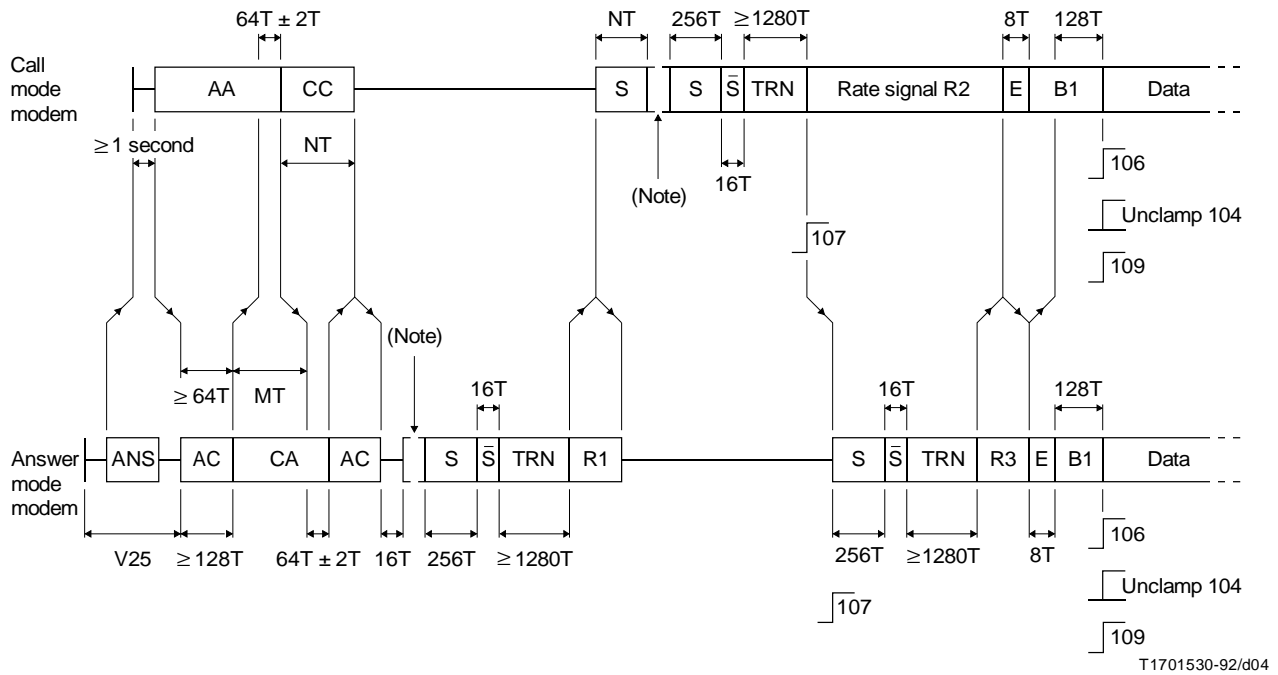 64T ± 2T
NT
256T
≥ 1280T
8T
128T
Call
mode
modem
AA
CC
S
S
S̅
TRN
Rate signal R2
E
B1
Data
≥ 1 second
NT
(Note)
16T
106
Unclamp 104
107
109
(Note)
≥ 64T
MT
16T
16T
128T
Answer
mode
modem
ANS
AC
CA
AC
S
S̅
TRN
R1
S
S̅
TRN
R3
E
B1
Data
V25
≥ 128T
64T ± 2T
16T
256T
≥ 1280T
256T
≥1280T
8T
106
Unclamp 104
107
109
T1701530-92/d04